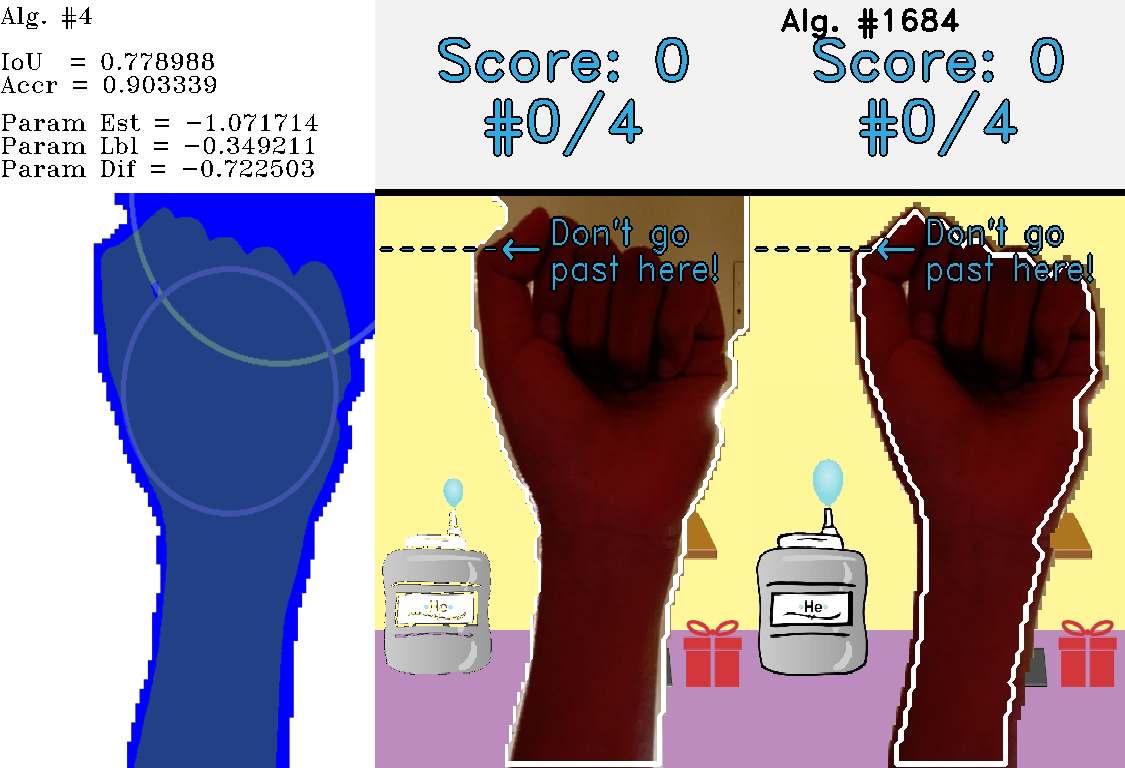 Alg. #4
IoU = 0.778988
Accr = 0.903339
Param Est = −1.071714
Param Lbl = −0.349211
Param Dif = −0.722503
Score: 0
#0/4
Don't go
past here!
He
Alg. #1684
Score: 0
#0/4
Don't go
past here!
He